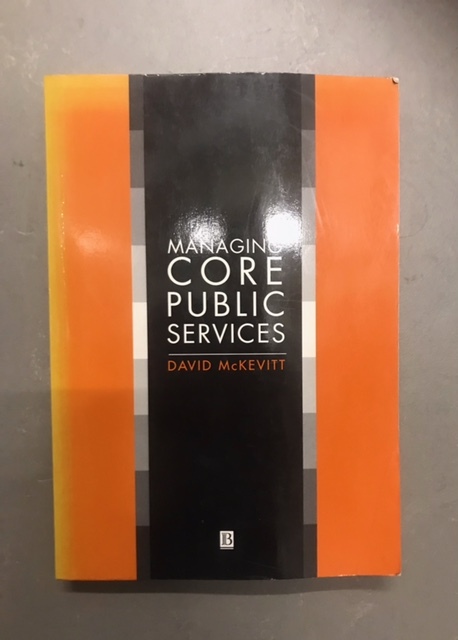 MANAGING
CORE
PUBLIC
SERVICES
DAVID McKEVITT
B